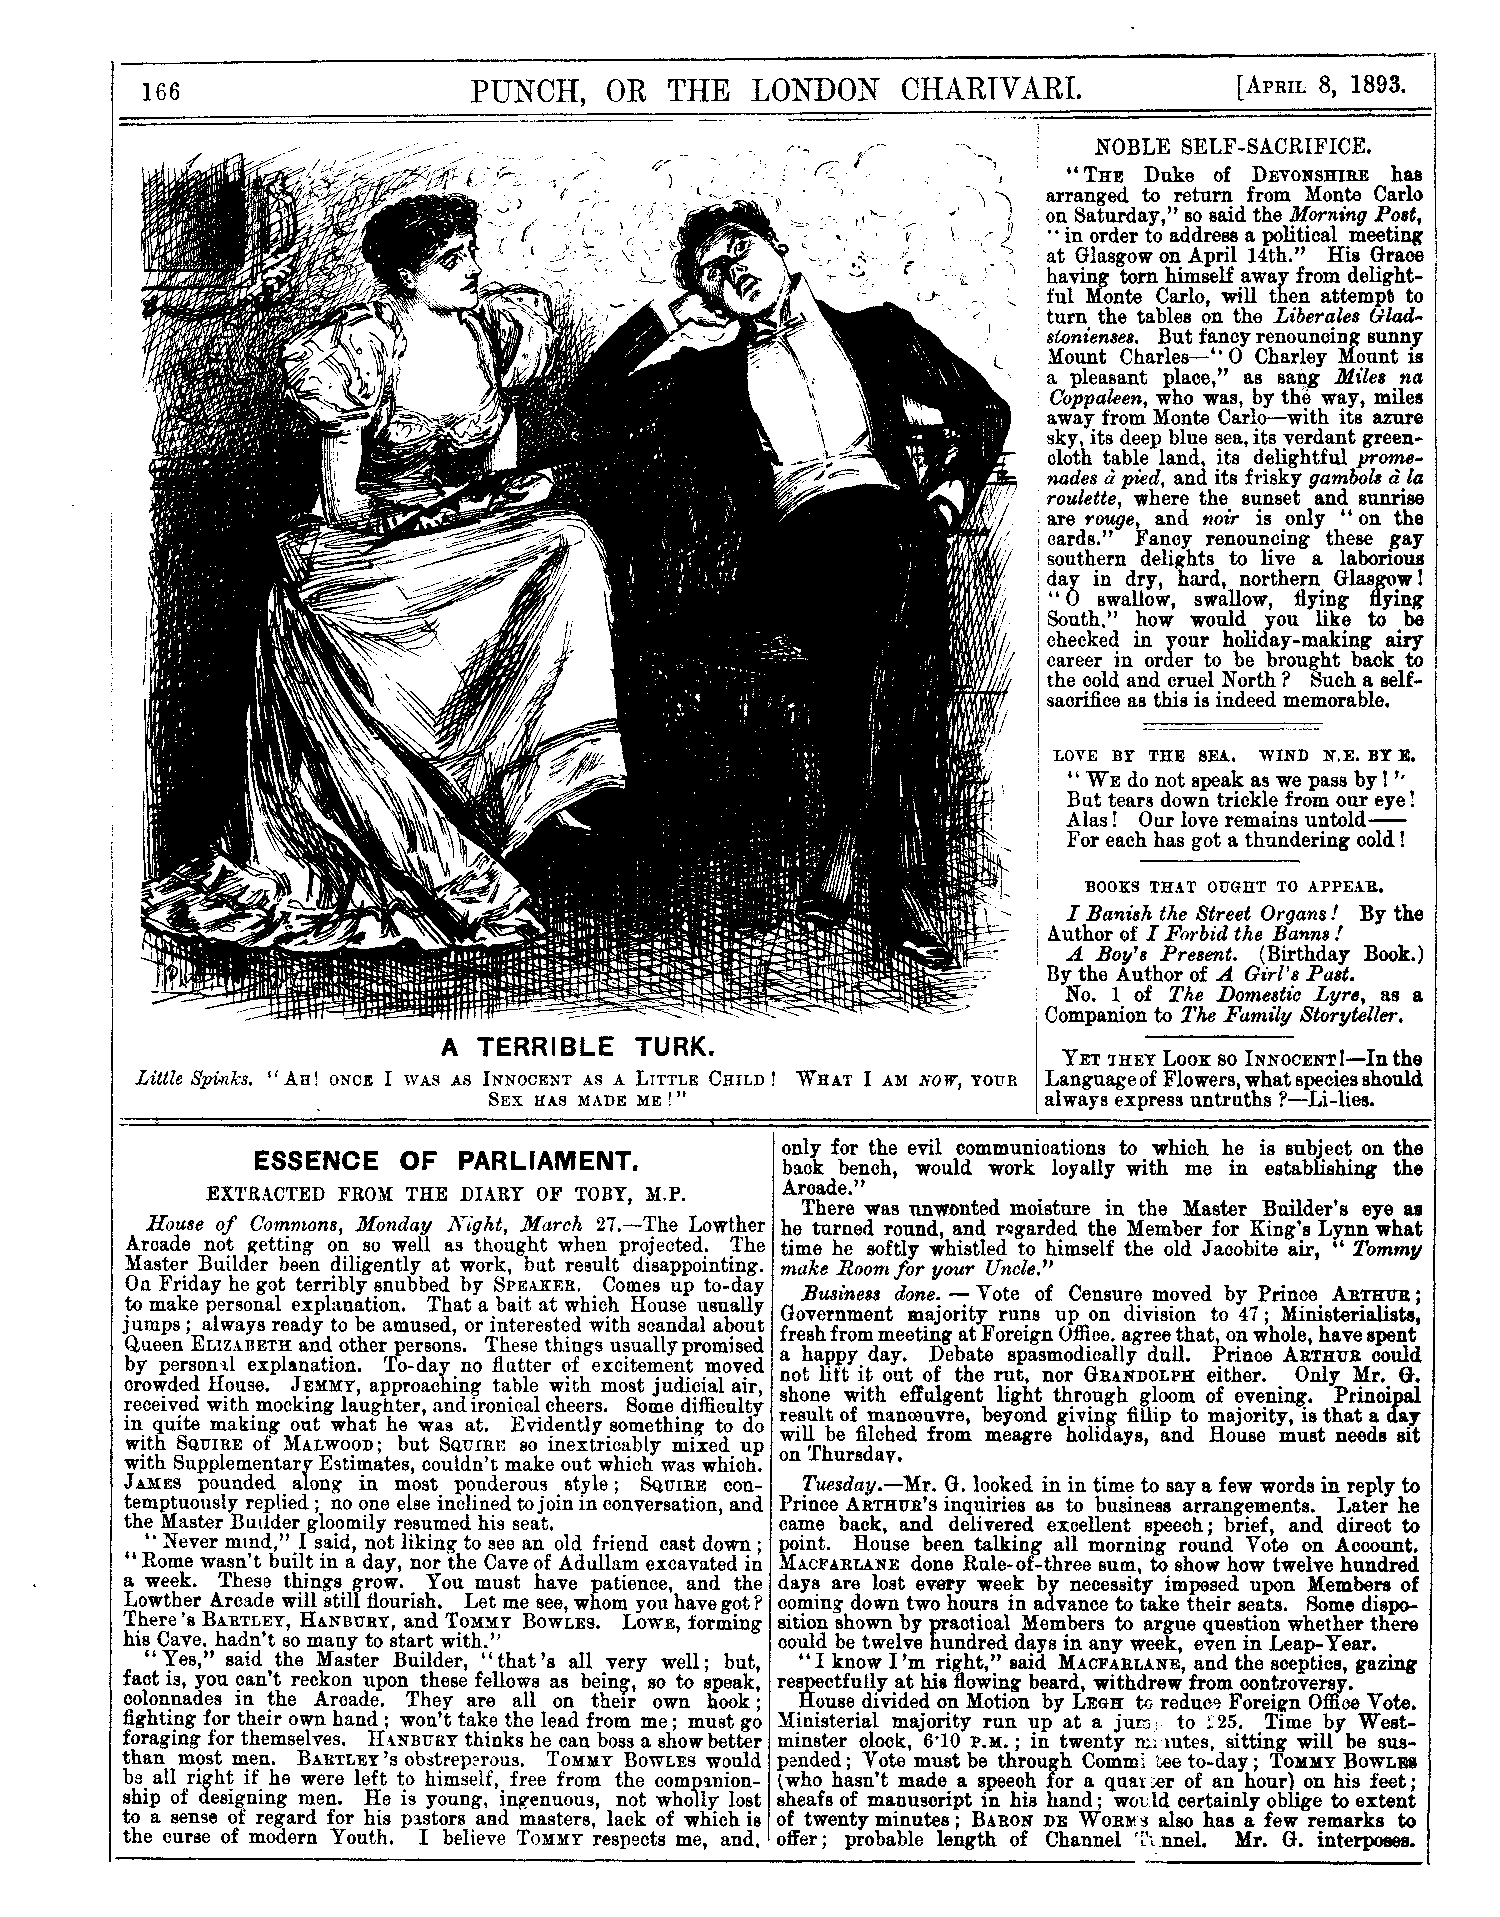 166
PUNCH, OR THE LONDON CHARIVARI.
[APRIL 8, 1893.
A TERRIBLE TURK.
Little Spinks. "AH! ONCE I WAS AS INNOCENT AS A LITTLE CHILD! WHAT I AM NOW, YOUR
SEX HAS MADE ME!"
NOBLE SELF-SACRIFICE.
"THE Duke of DEVONSHIRE has
arranged to return from Monte Carlo
on Saturday," so said the Morning Post,
"in order to address a political meeting
at Glasgow on April 14th." His Grace
having torn himself away from delight-
ful Monte Carlo, will then attempt to
turn the tables on the Liberales Glad-
stonienses. But fancy renouncing sunny
Mount Charles—"O Charley Mount is
a pleasant place," as sang Miles na
Coppaleen, who was, by the way, miles
away from Monte Carlo—with its azure
sky, its deep blue sea, its verdant green-
cloth table land, its delightful prome-
nades à pied, and its frisky gambols à la
roulette, where the sunset and sunrise
are rouge, and noir is only "on the
cards." Fancy renouncing these gay
southern delights to live a laborious
day in dry, hard, northern Glasgow!
"O swallow, swallow, flying flying
South," how would you like to be
checked in your holiday-making airy
career in order to be brought back to
the cold and cruel North? Such a self-
sacrifice as this is indeed memorable.
LOVE BY THE SEA. WIND N.E. BY E.
"WE do not speak as we pass by!"
But tears down trickle from our eye!
Alas! Our love remains untold——
For each has got a thundering cold!
BOOKS THAT OUGHT TO APPEAR.
I Banish the Street Organs! By the
Author of I Forbid the Banns!
A Boy's Present. (Birthday Book.)
By the Author of A Girl's Past.
No. 1 of The Domestic Lyre, as a
Companion to The Family Storyteller.
YET THEY LOOK SO INNOCENT!—In the
Language of Flowers, what species should
always express untruths?—Li-lies.
ESSENCE OF PARLIAMENT.
EXTRACTED FROM THE DIARY OF TOBY, M.P.
House of Commons, Monday Night, March 27.—The Lowther
Arcade not getting on so well as thought when projected. The
Master Builder been diligently at work, but result disappointing.
On Friday he got terribly snubbed by SPEAKER. Comes up to-day
to make personal explanation. That a bait at which House usually
jumps; always ready to be amused, or interested with scandal about
Queen ELIZABETH and other persons. These things usually promised
by personal explanation. To-day no flutter of excitement moved
crowded House. JEMMY, approaching table with most judicial air,
received with mocking laughter, and ironical cheers. Some difficulty
in quite making out what he was at. Evidently something to do
with SQUIRE of MALWOOD; but SQUIRE so inextricably mixed up
with Supplementary Estimates, couldn't make out which was which.
JAMES pounded along in most ponderous style; SQUIRE con-
temptuously replied; no one else inclined to join in conversation, and
the Master Builder gloomily resumed his seat.
"Never mind," I said, not liking to see an old friend cast down;
"Rome wasn't built in a day, nor the Cave of Adullam excavated in
a week. These things grow. You must have patience, and the
Lowther Arcade will still flourish. Let me see, whom you have got?
There's BARTLEY, HANBURY, and TOMMY BOWLES. LOWE, forming
his Cave, hadn't so many to start with."
"Yes," said the Master Builder, "that's all very well; but,
fact is, you can't reckon upon these fellows as being, so to speak,
colonnades in the Arcade. They are all on their own hook;
fighting for their own hand; won't take the lead from me; must go
foraging for themselves. HANBURY thinks he can boss a show better
than most men. BARTLEY's obstreperous. TOMMY BOWLES would
be all right if he were left to himself, free from the companion-
ship of designing men. He is young, ingenuous, not wholly lost
to a sense of regard for his pastors and masters, lack of which is
the curse of modern Youth. I believe TOMMY respects me, and,
only for the evil communications to which he is subject on the
back bench, would work loyally with me in establishing the
Arcade."
There was unwonted moisture in the Master Builder's eye as
he turned round, and regarded the Member for King's Lynn what
time he softly whistled to himself the old Jacobite air, "Tommy
make Room for your Uncle."
Business done.—Vote of Censure moved by Prince ARTHUR;
Government majority runs up on division to 47; Ministerialists,
fresh from meeting at Foreign Office, agree that, on whole, have spent
a happy day. Debate spasmodically dull. Prince ARTHUR could
not lift it out of the rut, nor GRANDOLPH either. Only Mr. G.
shone with effulgent light through gloom of evening. Principal
result of manœuvre, beyond giving fillip to majority, is that a day
will be filched from meagre holidays, and House must needs sit
on Thursday.
Tuesday.—Mr. G. looked in in time to say a few words in reply to
Prince ARTHUR's inquiries as to business arrangements. Later he
came back, and delivered excellent speech; brief, and direct to
point. House been talking all morning round Vote on Account.
MACFARLANE done Rule-of-three sum, to show how twelve hundred
days are lost every week by necessity imposed upon Members of
coming down two hours in advance to take their seats. Some dispo-
sition shown by practical Members to argue question whether there
could be twelve hundred days in any week, even in Leap-Year.
"I know I'm right," said MACFARLANE, and the sceptics, gazing
respectfully at his flowing beard, withdrew from controversy.
House divided on Motion by LEGH to reduce Foreign Office Vote.
Ministerial majority run up at a jump to 25. Time by West-
minster clock, 6·10 P.M.; in twenty minutes, sitting will be sus-
pended; Vote must be through Committee to-day; TOMMY BOWLES
(who hasn't made a speech for a quarter of an hour) on his feet;
sheafs of manuscript in his hand; would certainly oblige to extent
of twenty minutes; BARON DE WORMS also has a few remarks to
offer; probable length of Channel Tunnel. Mr. G. interposes.